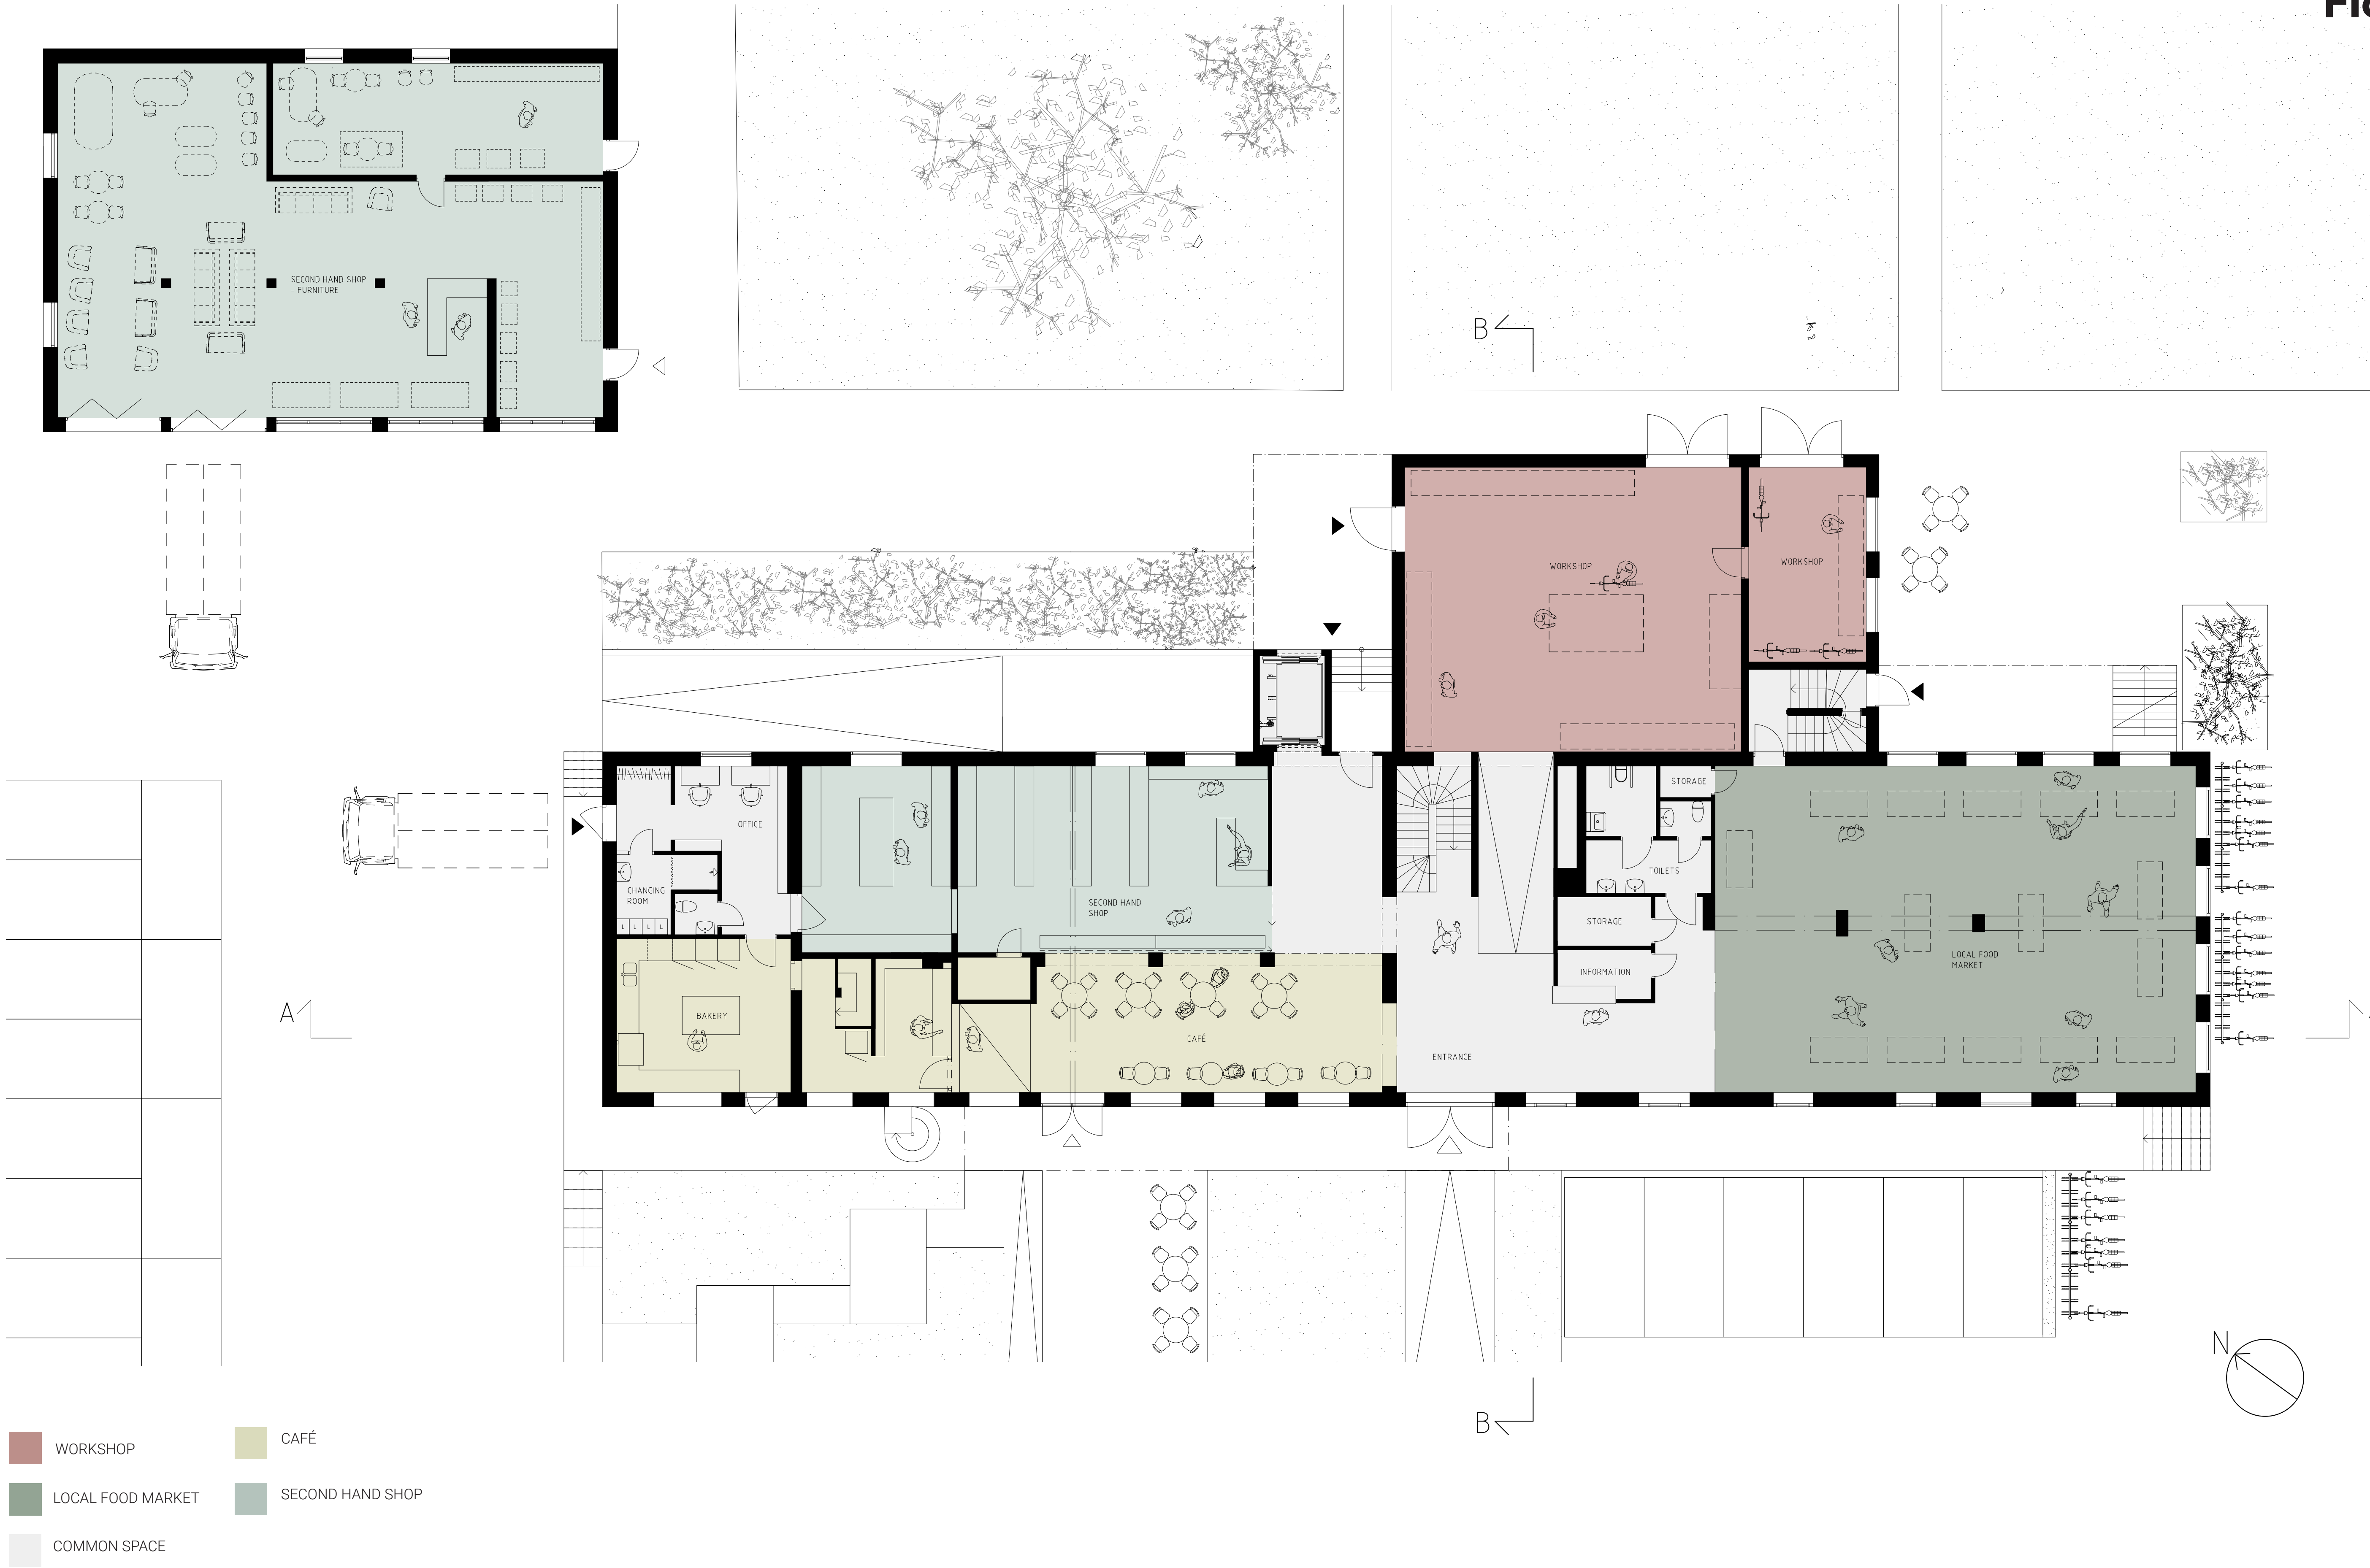 SECOND HAND SHOP
- FURNITURE
B
WORKSHOP
WORKSHOP
STORAGE
OFFICE
TOILETS
CHANGING
ROOM
L L L L
SECOND HAND
SHOP
STORAGE
LOCAL FOOD
MARKET
INFORMATION
A
BAKERY
CAFÉ
ENTRANCE
N
B
WORKSHOP
CAFÉ
LOCAL FOOD MARKET
SECOND HAND SHOP
COMMON SPACE